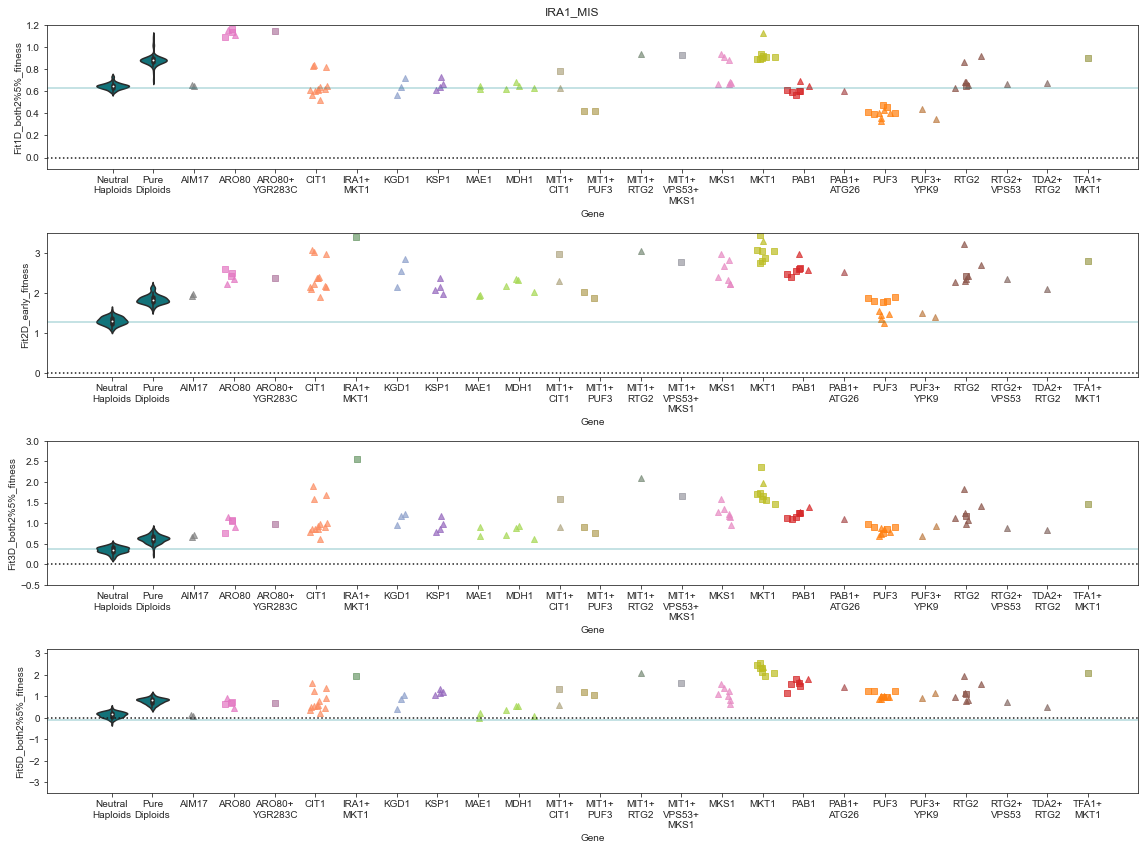 IRA1_MIS
Fit1D_both2%5%_fitness
1.2
1.0
0.8
0.6
0.4
0.2
0.0
Neutral Haploids
Pure Diploids
AIM17
ARO80
ARO80+ YGR283C
CIT1
IRA1+ MKT1
KGD1
KSP1
MAE1
MDH1
MIT1+ CIT1
MIT1+ PUF3
MIT1+ RTG2
MIT1+ VPS53+ MKS1
MKS1
MKT1
PAB1
PAB1+ ATG26
PUF3
PUF3+ YPK9
RTG2
RTG2+ VPS53
TDA2+ RTG2
TFA1+ MKT1
Gene
Fit2D_early_fitness
3
2
1
0
Neutral Haploids
Pure Diploids
AIM17
ARO80
ARO80+ YGR283C
CIT1
IRA1+ MKT1
KGD1
KSP1
MAE1
MDH1
MIT1+ CIT1
MIT1+ PUF3
MIT1+ RTG2
MIT1+ VPS53+ MKS1
MKS1
MKT1
PAB1
PAB1+ ATG26
PUF3
PUF3+ YPK9
RTG2
RTG2+ VPS53
TDA2+ RTG2
TFA1+ MKT1
Gene
Fit3D_both2%5%_fitness
3.0
2.5
2.0
1.5
1.0
0.5
0.0
−0.5
Neutral Haploids
Pure Diploids
AIM17
ARO80
ARO80+ YGR283C
CIT1
IRA1+ MKT1
KGD1
KSP1
MAE1
MDH1
MIT1+ CIT1
MIT1+ PUF3
MIT1+ RTG2
MIT1+ VPS53+ MKS1
MKS1
MKT1
PAB1
PAB1+ ATG26
PUF3
PUF3+ YPK9
RTG2
RTG2+ VPS53
TDA2+ RTG2
TFA1+ MKT1
Gene
Fit5D_both2%5%_fitness
3
2
1
0
−1
−2
−3
Neutral Haploids
Pure Diploids
AIM17
ARO80
ARO80+ YGR283C
CIT1
IRA1+ MKT1
KGD1
KSP1
MAE1
MDH1
MIT1+ CIT1
MIT1+ PUF3
MIT1+ RTG2
MIT1+ VPS53+ MKS1
MKS1
MKT1
PAB1
PAB1+ ATG26
PUF3
PUF3+ YPK9
RTG2
RTG2+ VPS53
TDA2+ RTG2
TFA1+ MKT1
Gene